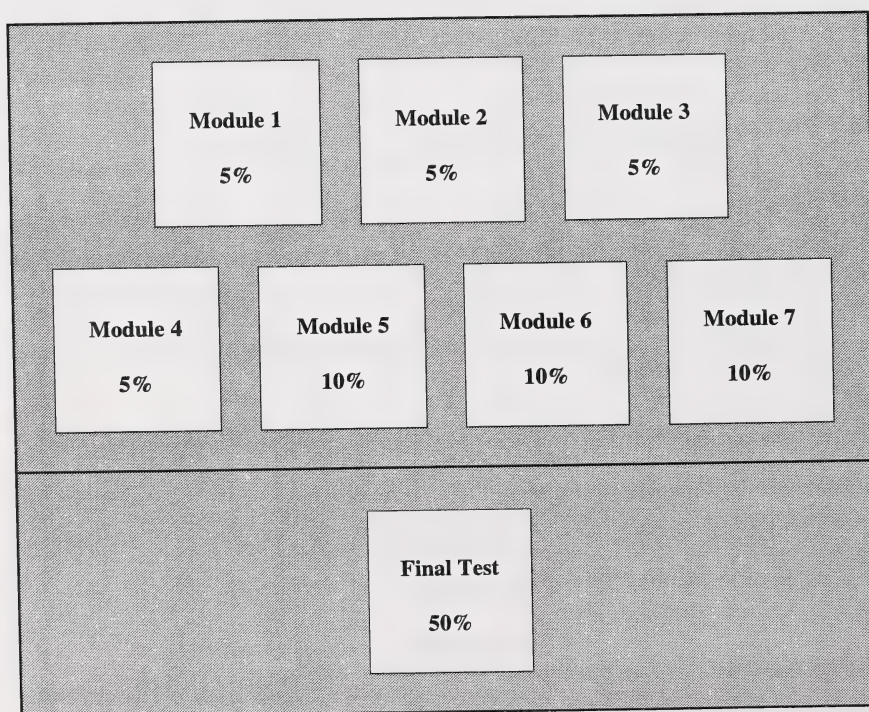 Module 1
5%
Module 2
5%
Module 3
5%
Module 4
5%
Module 5
10%
Module 6
10%
Module 7
10%
Final Test
50%